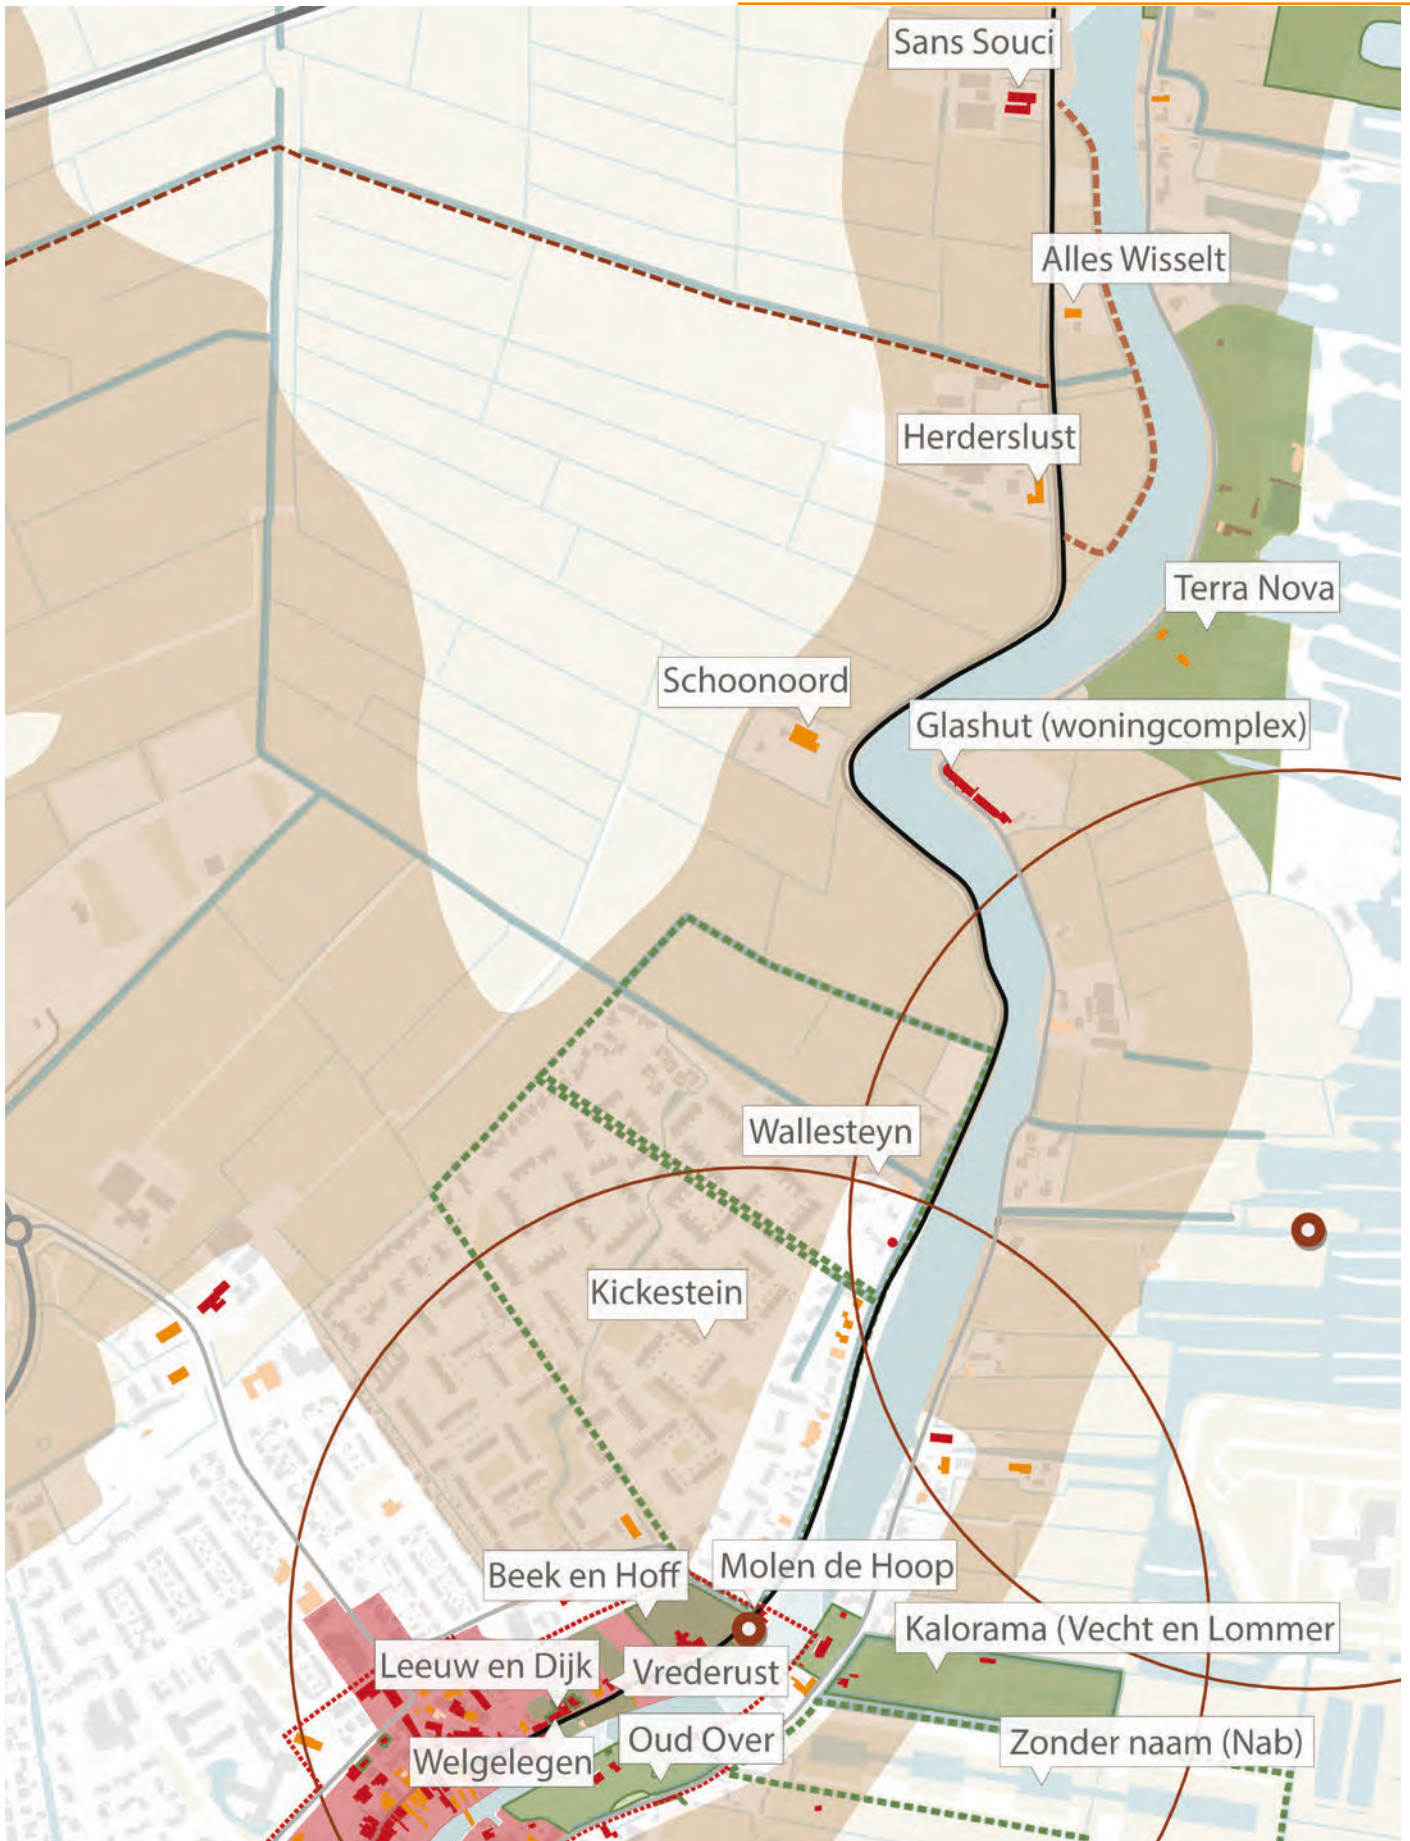 Sans Souci
Alles Wisselt
Herderslust
Terra Nova
Schoonoord
Glashut (woningcomplex)
Wallesteyn
Kickestein
Beek en Hoff
Molen de Hoop
Kalorama (Vecht en Lommer
Leeuw en Dijk
Vrederust
Oud Over
Zonder naam (Nab)
Welgelegen